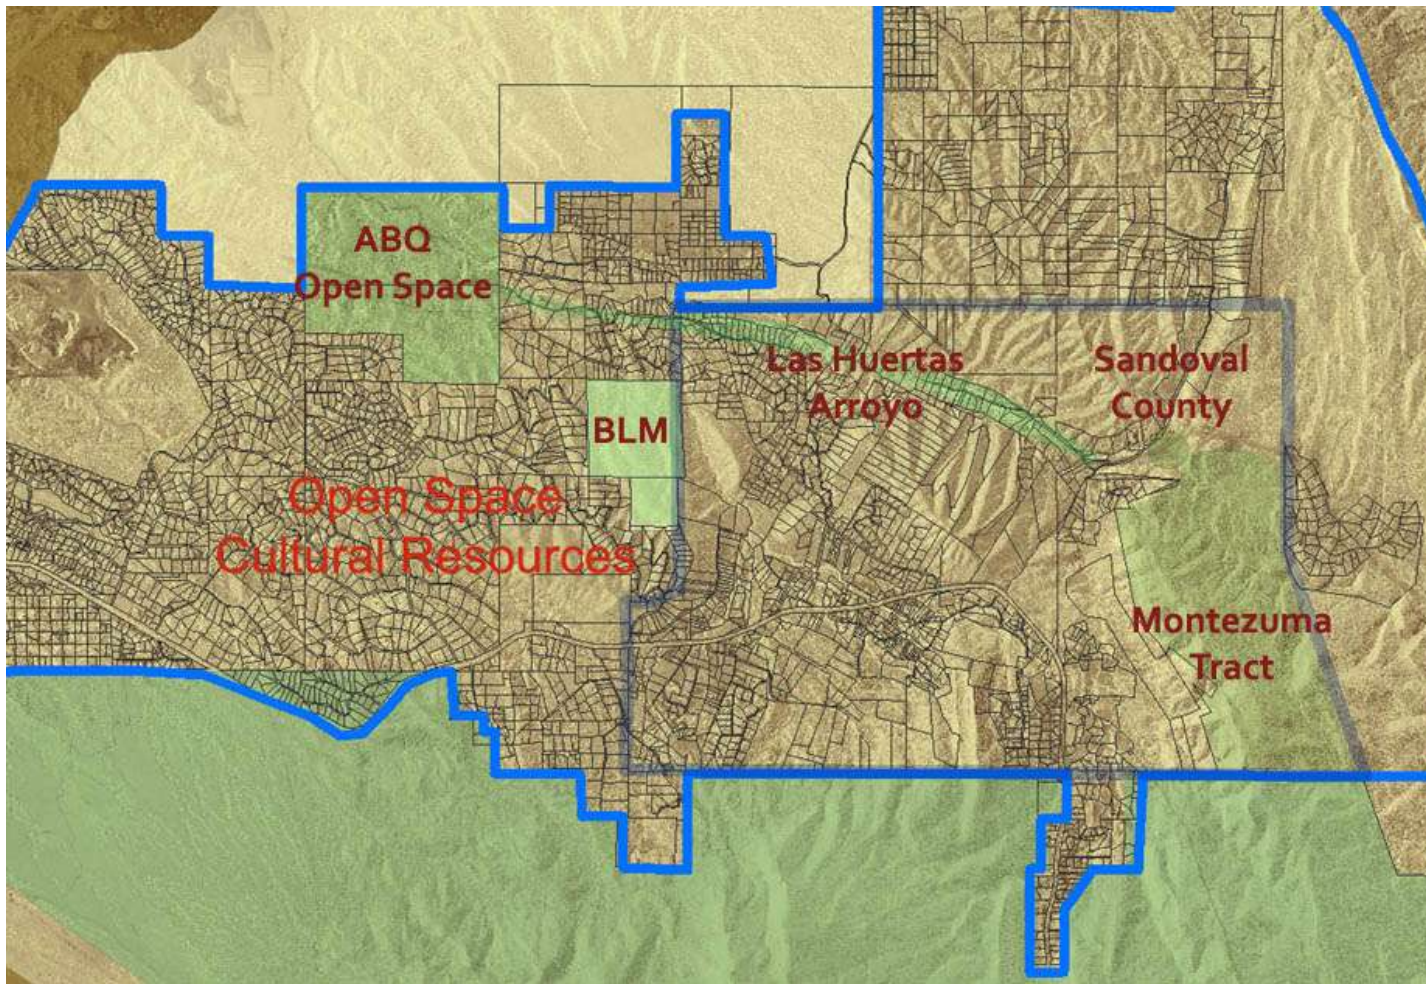 ABQ
Open Space
Las Huertas
Arroyo
Sandoval
County
BLM
Open Space
Cultural Resources
Montezuma
Tract